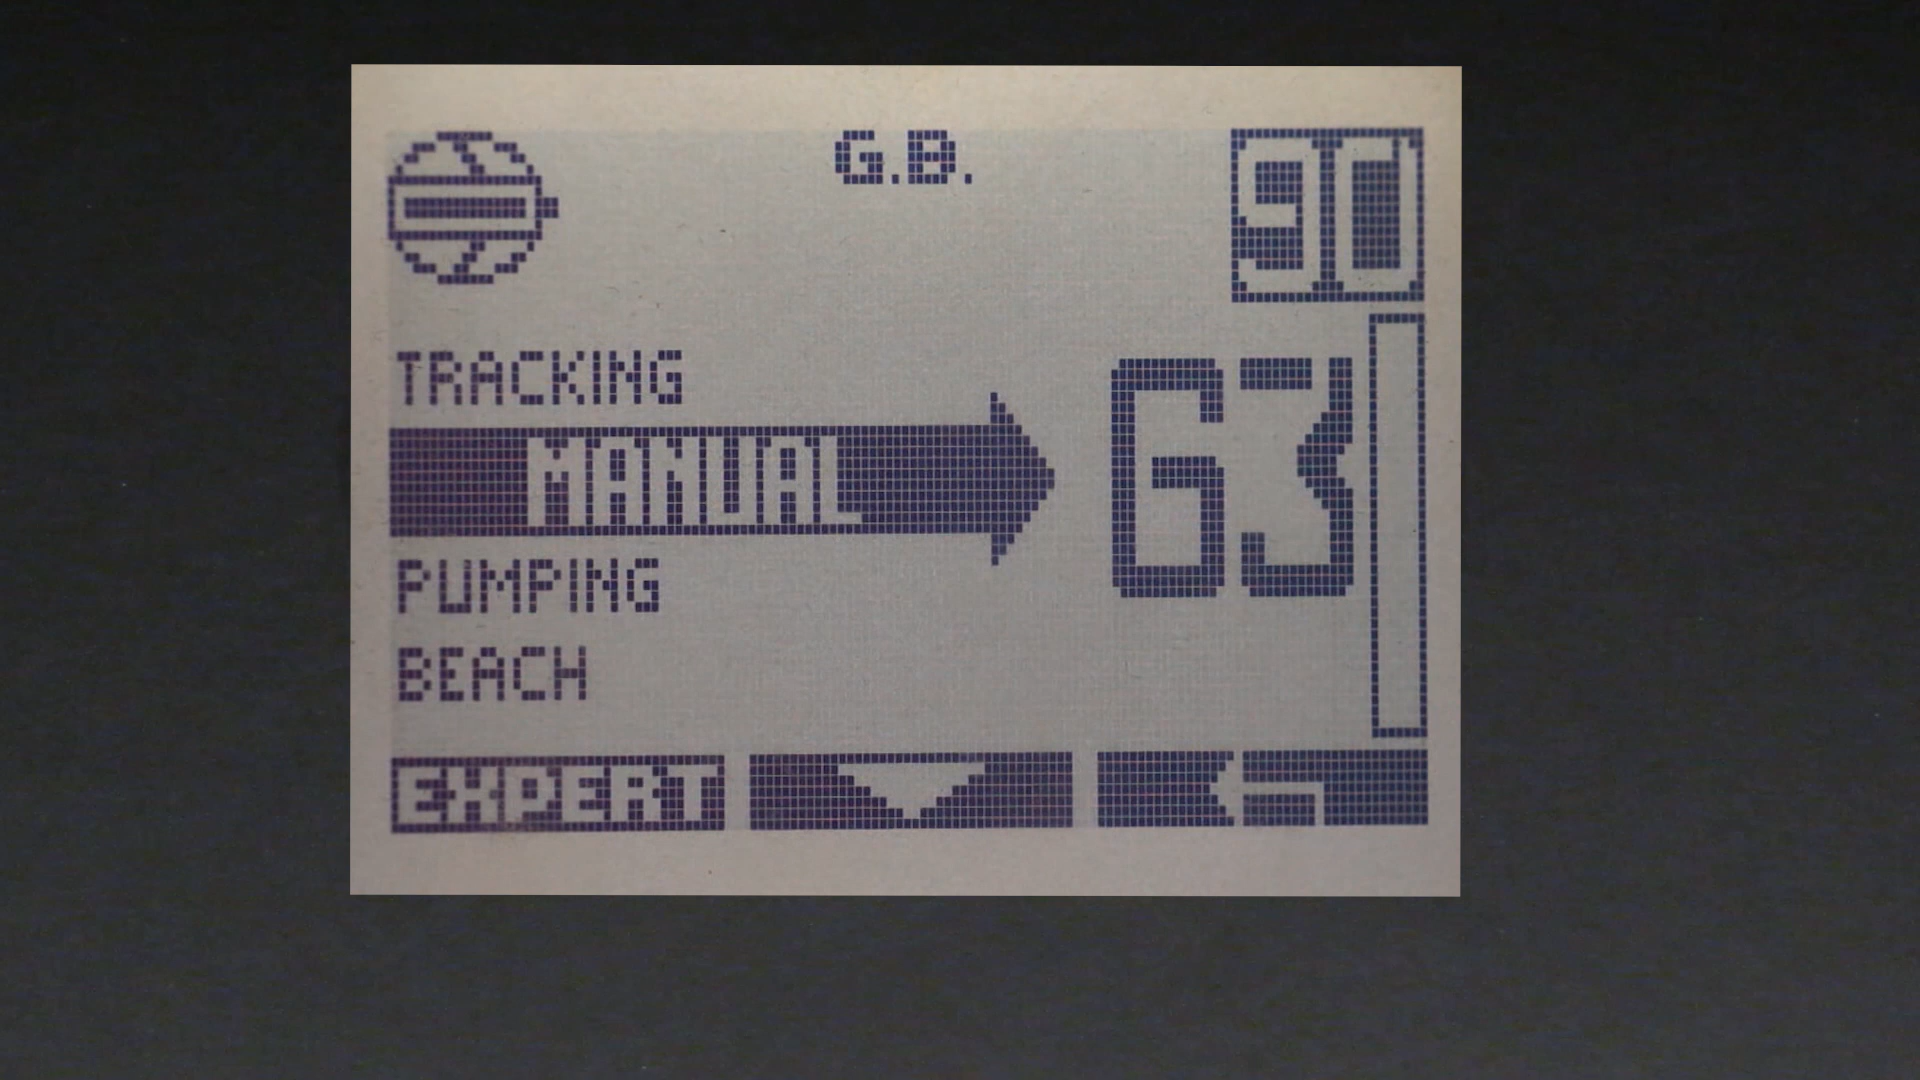 G.B.
90
TRACKING
MANUAL
63
PUMPING
BEACH
EXPERT